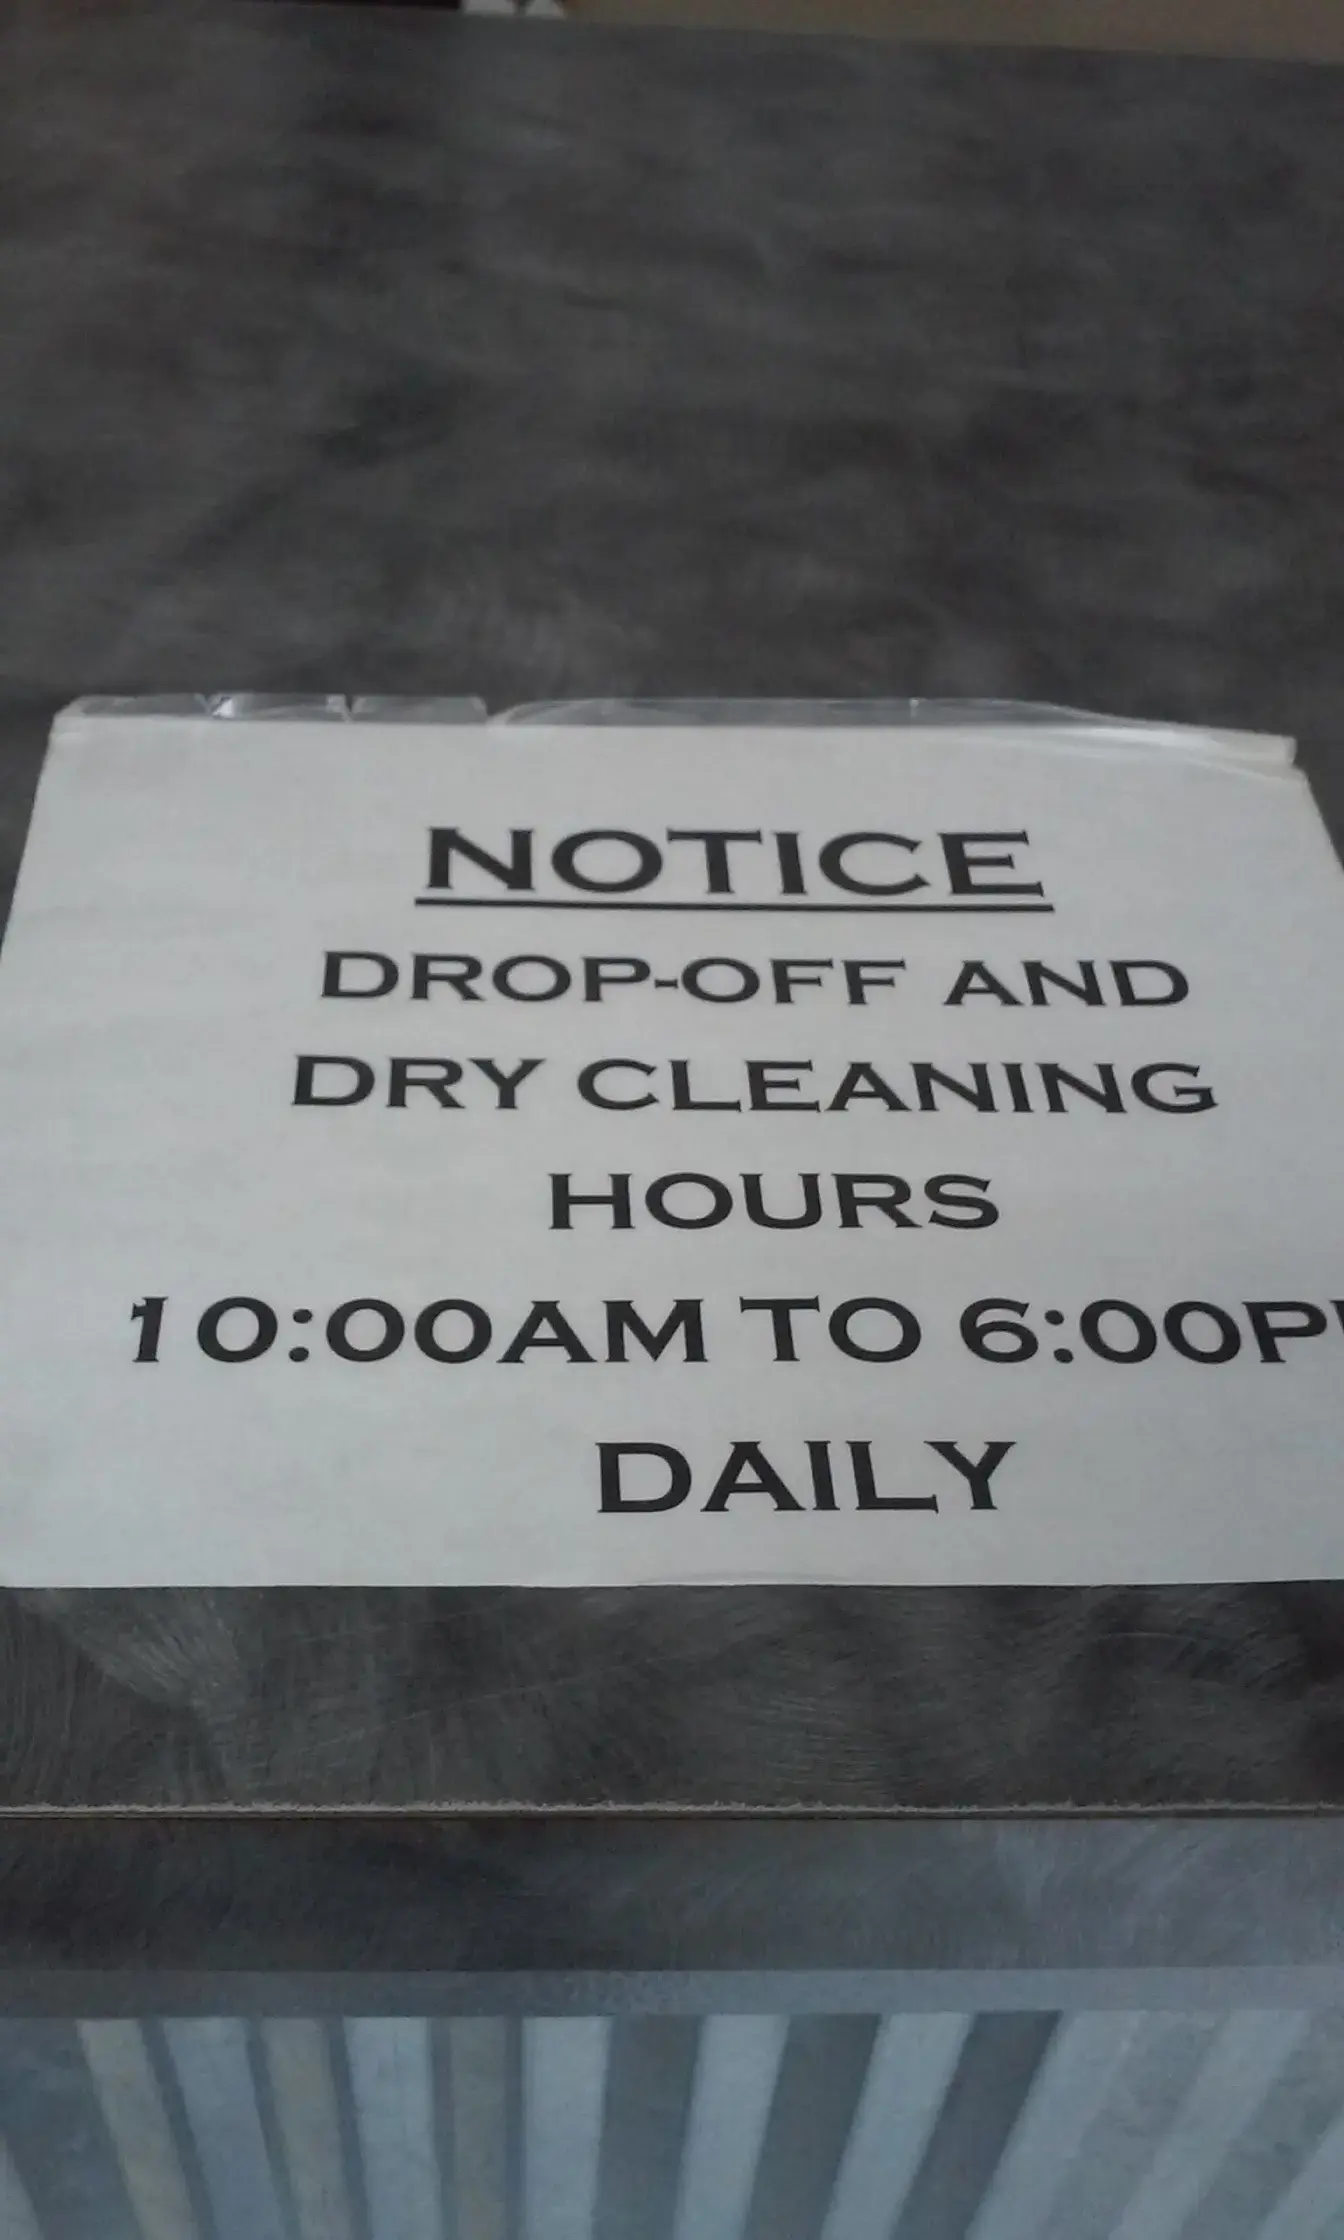 NOTICE
DROP-OFF AND
DRY CLEANING
HOURS
10:00AM TO 6:00P
DAILY